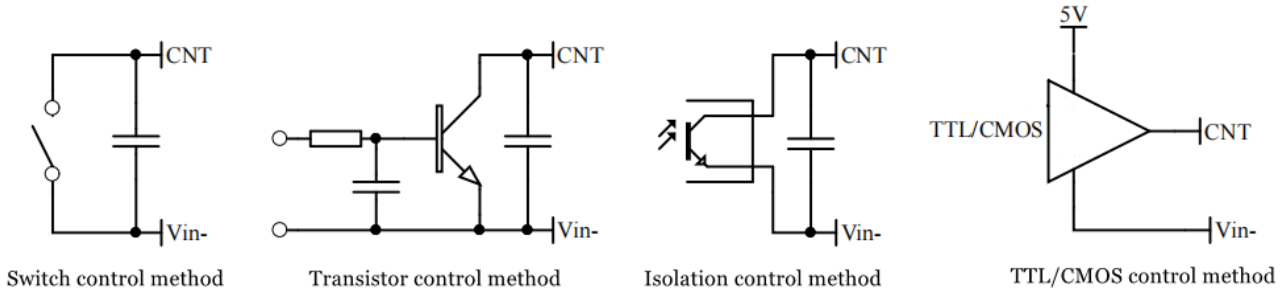 CNT
Vin-
Switch control method
CNT
Vin-
Transistor control method
CNT
Vin-
Isolation control method
5V
TTL/CMOS
CNT
Vin-
TTL/CMOS control method